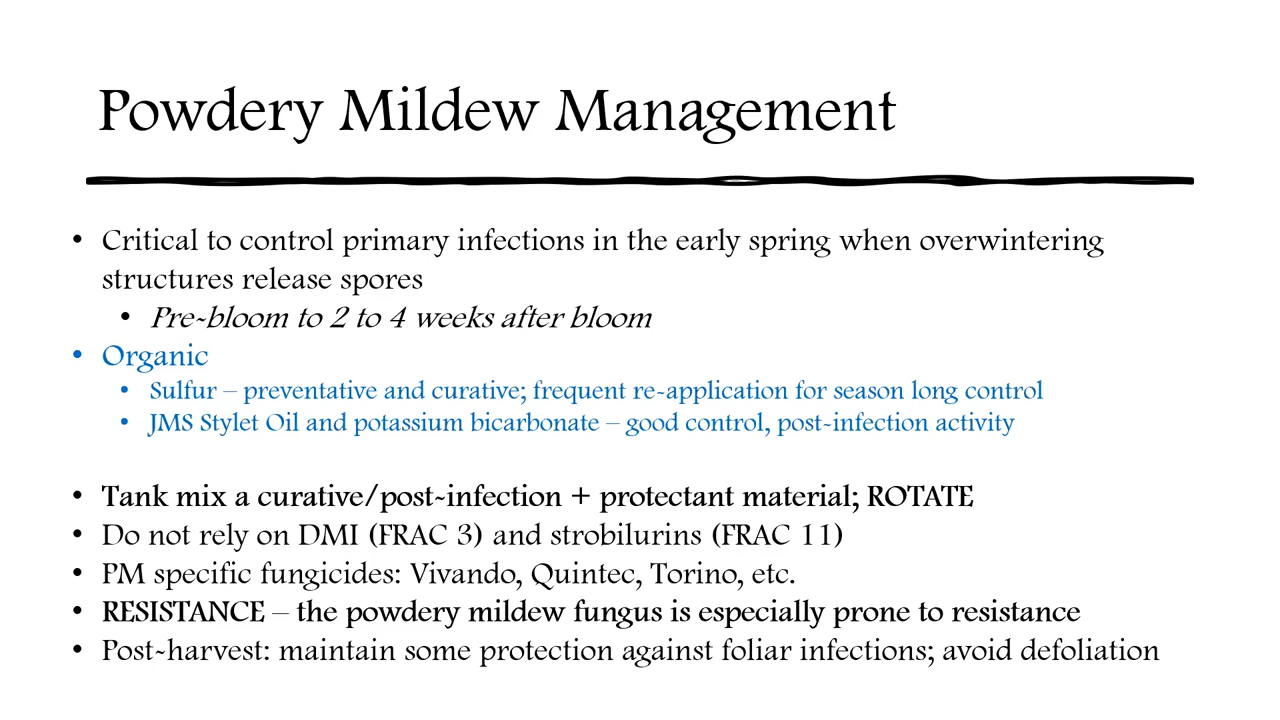 Powdery Mildew Management
• Critical to control primary infections in the early spring when overwintering
structures release spores
• Pre-bloom to 2 to 4 weeks after bloom
• Organic
• Sulfur – preventative and curative; frequent re-application for season long control
• JMS Stylet Oil and potassium bicarbonate – good control, post-infection activity
• Tank mix a curative/post-infection + protectant material; ROTATE
• Do not rely on DMI (FRAC 3) and strobilurins (FRAC 11)
• PM specific fungicides: Vivando, Quintec, Torino, etc.
• RESISTANCE – the powdery mildew fungus is especially prone to resistance
• Post-harvest: maintain some protection against foliar infections; avoid defoliation